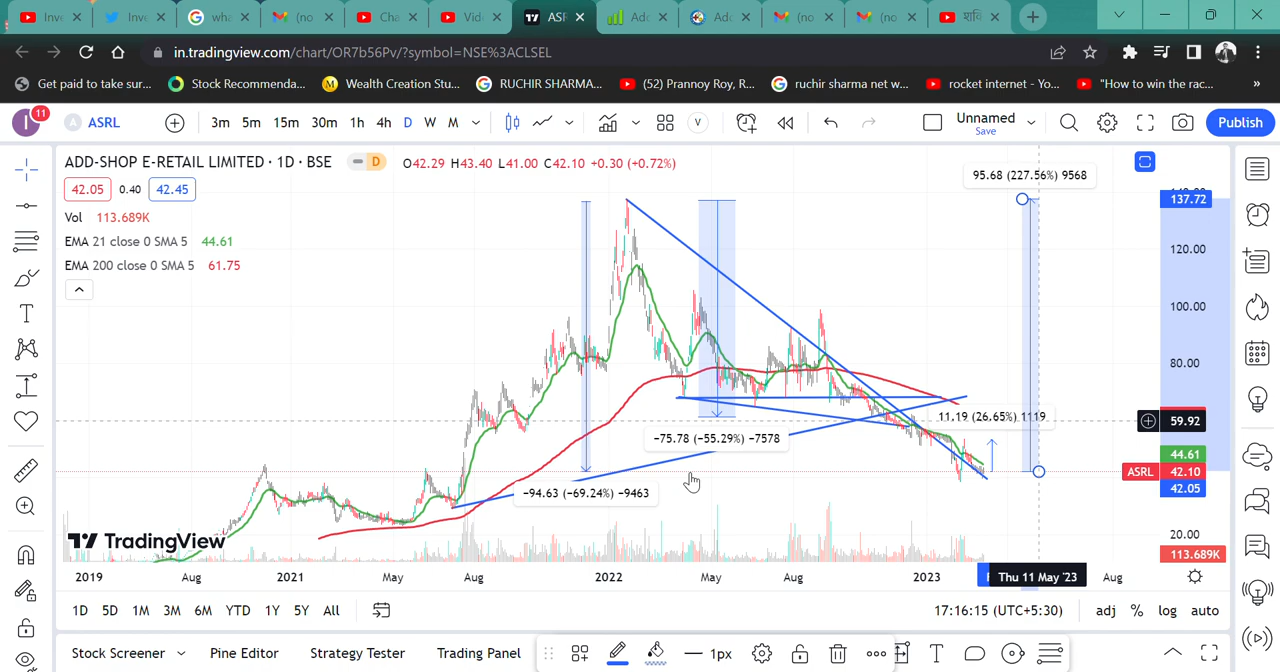 Inve
Inve
wha
(no
Cha
Vide
ASR
Add
Add
(no
(no
in.tradingview.com/chart/OR7b56Pv/?symbol=NSE%3ACLSEL
Get paid to take sur...
Stock Recommenda...
Wealth Creation Stu...
RUCHIR SHARMA...
(52) Prannoy Roy, R...
ruchir sharma net w...
rocket internet - Yo...
"How to win the rac...
»
I
11
A
ASRL
3m 5m 15m 30m 1h 4h D W M
V
Unnamed
Save
Publish
ADD-SHOP E-RETAIL LIMITED · 1D · BSE
D
O42.29 H43.40 L41.00 C42.10 +0.30 (+0.72%)
42.05 0.40 42.45
Vol 113.689K
EMA 21 close 0 SMA 5 44.61
EMA 200 close 0 SMA 5 61.75
95.68 (227.56%) 9568
137.72
120.00
100.00
80.00
11.19 (26.65%) 1119
59.92
−75.78 (−55.29%) −7578
44.61
ASRL 42.10
42.05
−94.63 (−69.24%) −9463
20.00
113.689K
TradingView
2019 Aug 2021 May Aug 2022 May Aug 2023 Thu 11 May '23 Aug
1D 5D 1M 3M 6M YTD 1Y 5Y All
17:16:15 (UTC+5:30) adj % log auto
Stock Screener Pine Editor Strategy Tester Trading Panel
1px
T